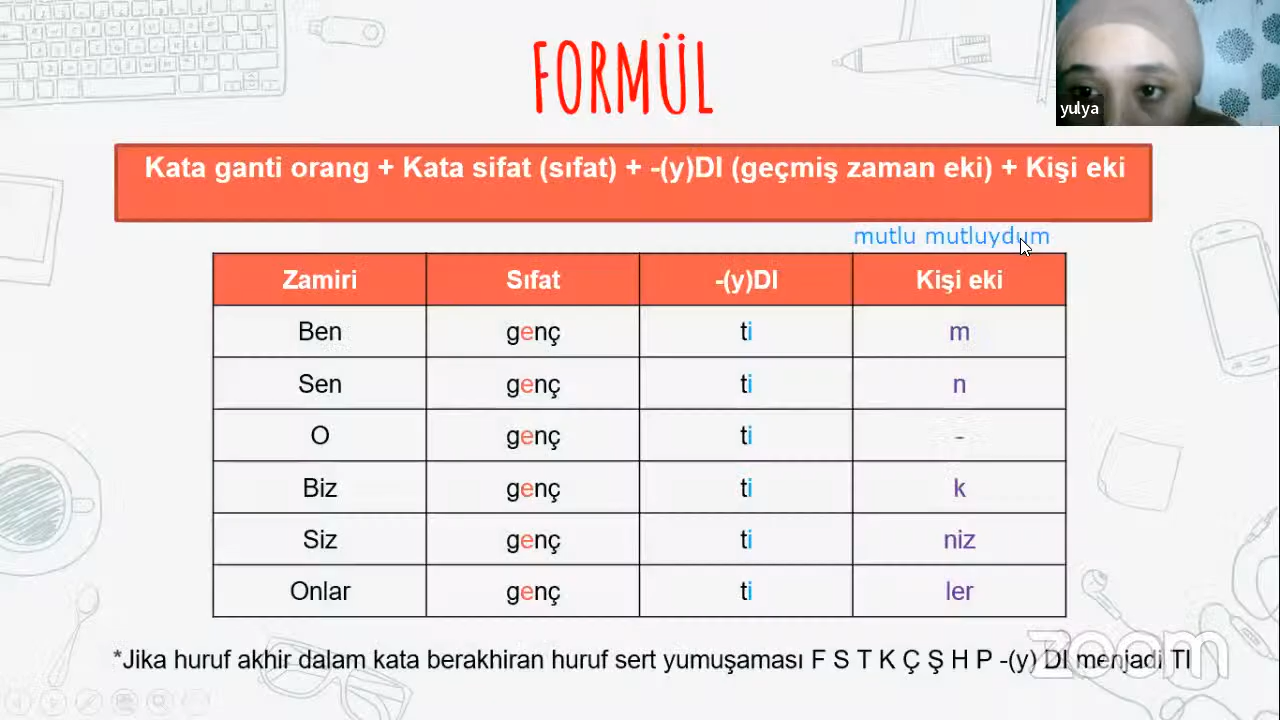 FORMÜL
yulya
Kata ganti orang + Kata sifat (sıfat) + -(y)DI (geçmiş zaman eki) + Kişi eki
mutlu mutluydum
Zamiri Sıfat -(y)DI Kişi eki
Ben genç ti m
Sen genç ti n
O genç ti -
Biz genç ti k
Siz genç ti niz
Onlar genç ti ler
*Jika huruf akhir dalam kata berakhiran huruf sert yumuşaması F S T K Ç Ş H P -(y) DI menjadi TI
zoom